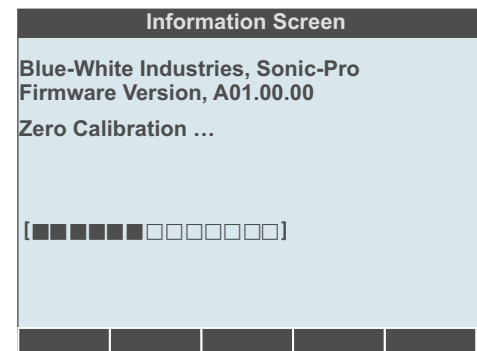 Information Screen
Blue-White Industries, Sonic-Pro
Firmware Version, A01.00.00
Zero Calibration …
[■■■■■■□□□□□□□]